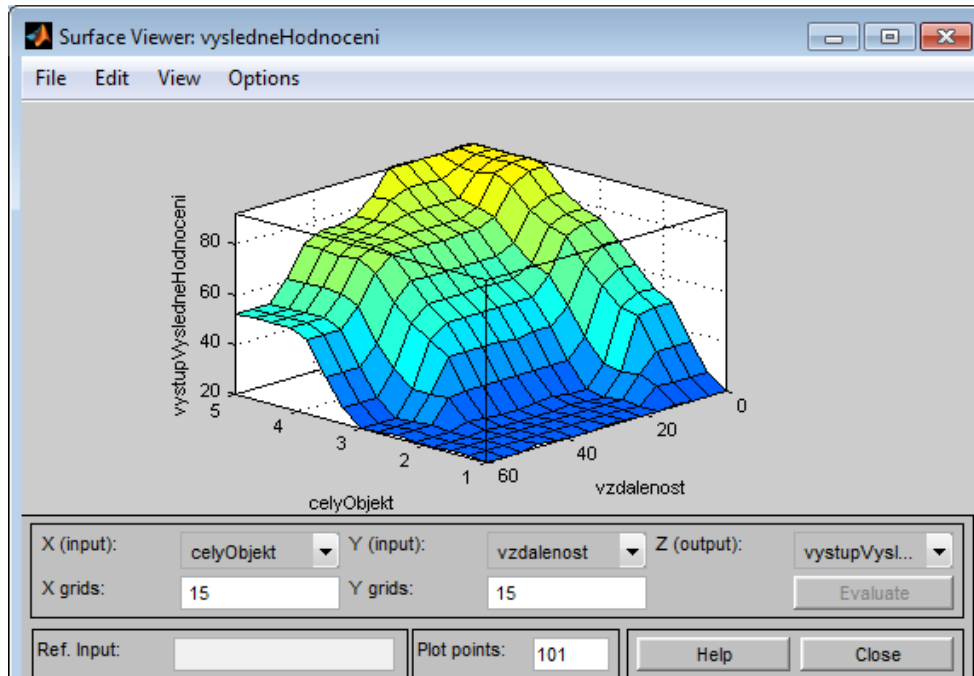 Surface Viewer: vysledneHodnoceni
File Edit View Options
vystupVysledneHodnoceni
80
60
40
20
5
4
3
2
1
celyObjekt
60
40
20
0
vzdalenost
X (input): celyObjekt Y (input): vzdalenost Z (output): vystupVysl...
X grids: 15 Y grids: 15 Evaluate
Ref. Input: Plot points: 101 Help Close